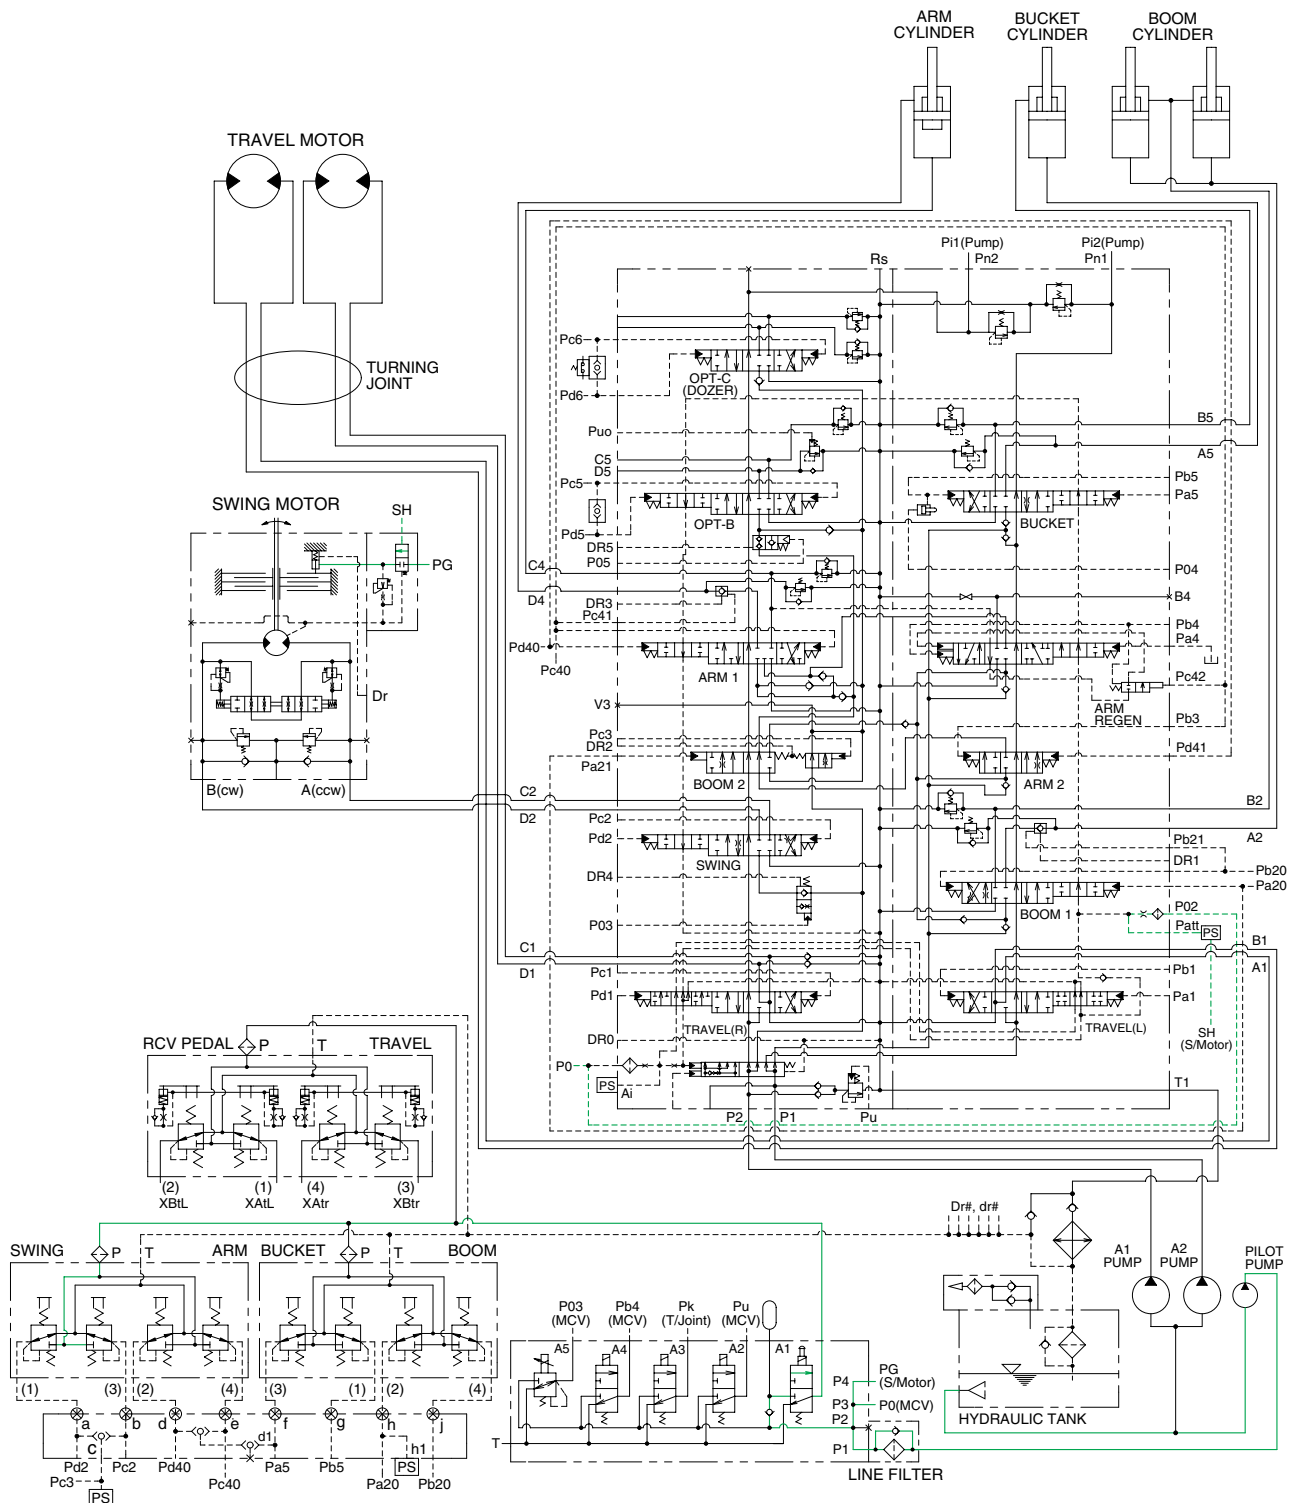 ARM
CYLINDER
BUCKET
CYLINDER
BOOM
CYLINDER
TRAVEL MOTOR
TURNING
JOINT
Pi1(Pump)
Pn2
Pi2(Pump)
Pn1
Rs
Pc6
Pd6
OPT-C
(DOZER)
Puo
C5
D5
Pc5
Pd5
OPT-B
DR5
P05
B5
A5
Pb5
Pa5
BUCKET
P04
SWING MOTOR
SH
PG
Dr
B(cw)
A(ccw)
C4
D4
DR3
Pc41
Pd40
Pc40
ARM 1
B4
Pb4
Pa4
Pc42
ARM
REGEN
V3
Pc3
DR2
Pa21
BOOM 2
Pb3
Pd41
ARM 2
C2
D2
Pc2
Pd2
SWING
DR4
P03
B2
A2
Pb21
DR1
Pb20
Pa20
BOOM 1
P02
Patt
PS
C1
D1
Pc1
Pd1
TRAVEL(R)
B1
A1
Pb1
Pa1
TRAVEL(L)
SH
(S/Motor)
DR0
P0
PS
Ai
P2
P1
Pu
T1
RCV PEDAL
P
T
TRAVEL
(2)
XBtL
(1)
XAtL
(4)
XAtr
(3)
XBtr
Dr#, dr#
A1
PUMP
A2
PUMP
PILOT
PUMP
HYDRAULIC TANK
SWING
P
T
ARM
BUCKET
P
T
BOOM
(1)
(3)
(2)
(4)
(3)
(1)
(2)
(4)
a
b
d
e
f
g
h
j
c
d1
h1
Pd2
Pc2
Pd40
Pc40
Pa5
Pb5
Pa20
PS
Pb20
Pc3
PS
P03
(MCV)
Pb4
(MCV)
Pk
(T/Joint)
Pu
(MCV)
A5
A4
A3
A2
A1
T
P4
P3
P2
P1
PG
(S/Motor)
P0(MCV)
LINE FILTER